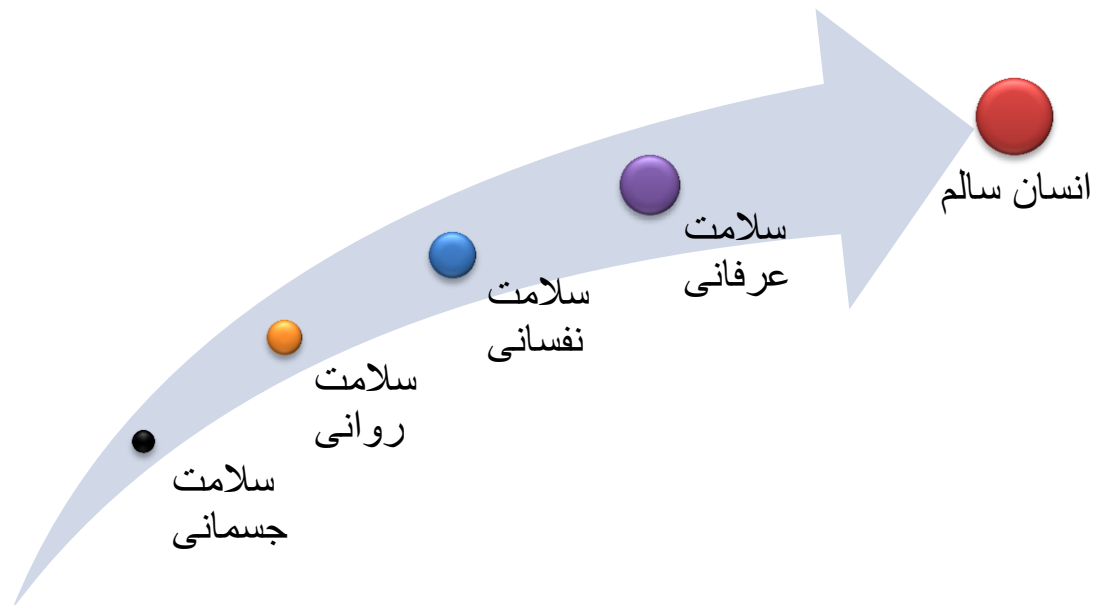 انسان سالم
سلامت
عرفانی
سلامت
نفسانی
سلامت
روانی
سلامت
جسمانی